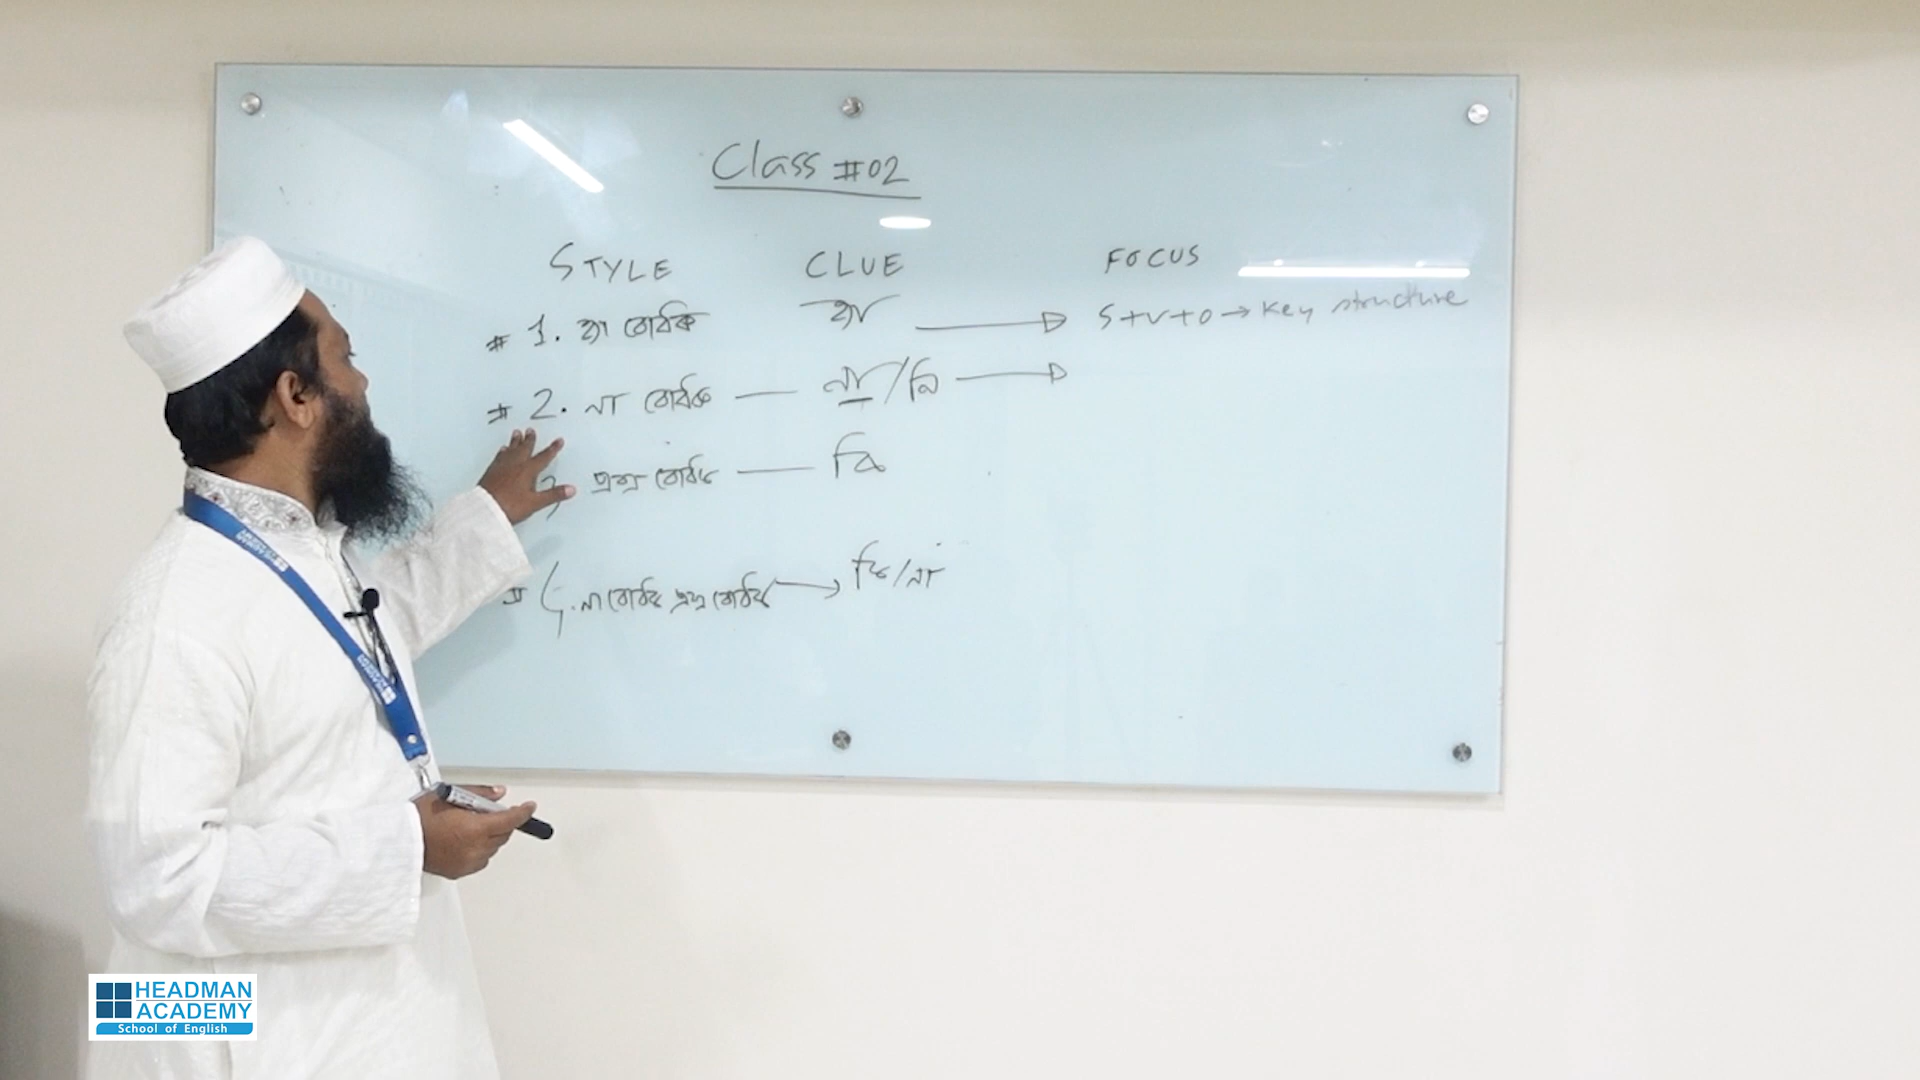 Class #02
STYLE CLUE FOCUS
# 1. হ্যা বোধক হ্যা → S+V+O → Key structure
# 2. না বোধক — না/নি →
3 প্রশ্ন বোধক — কি
# 4. না বোধক প্রশ্ন বোধক → কি/না
HEADMAN
ACADEMY
School of English